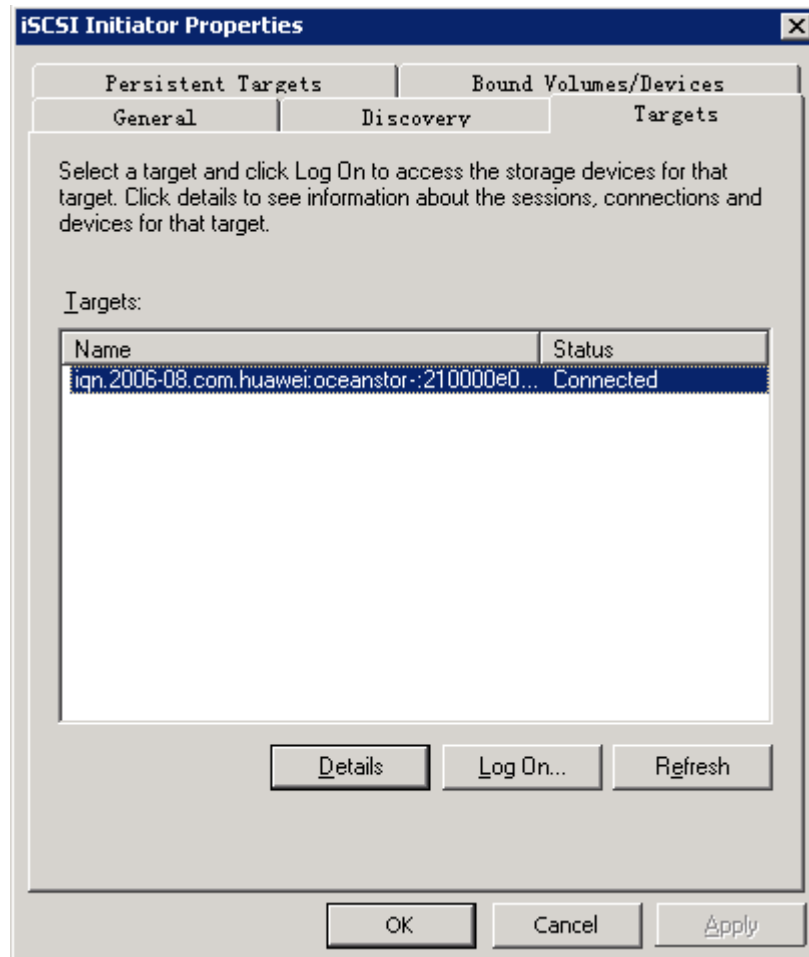 iSCSI Initiator Properties
Persistent Targets
Bound Volumes/Devices
General
Discovery
Targets
Select a target and click Log On to access the storage devices for that
target. Click details to see information about the sessions, connections and
devices for that target.
Targets:
Name Status
iqn.2006-08.com.huawei:oceanstor-:210000e0... Connected
Details Log On... Refresh
OK Cancel Apply